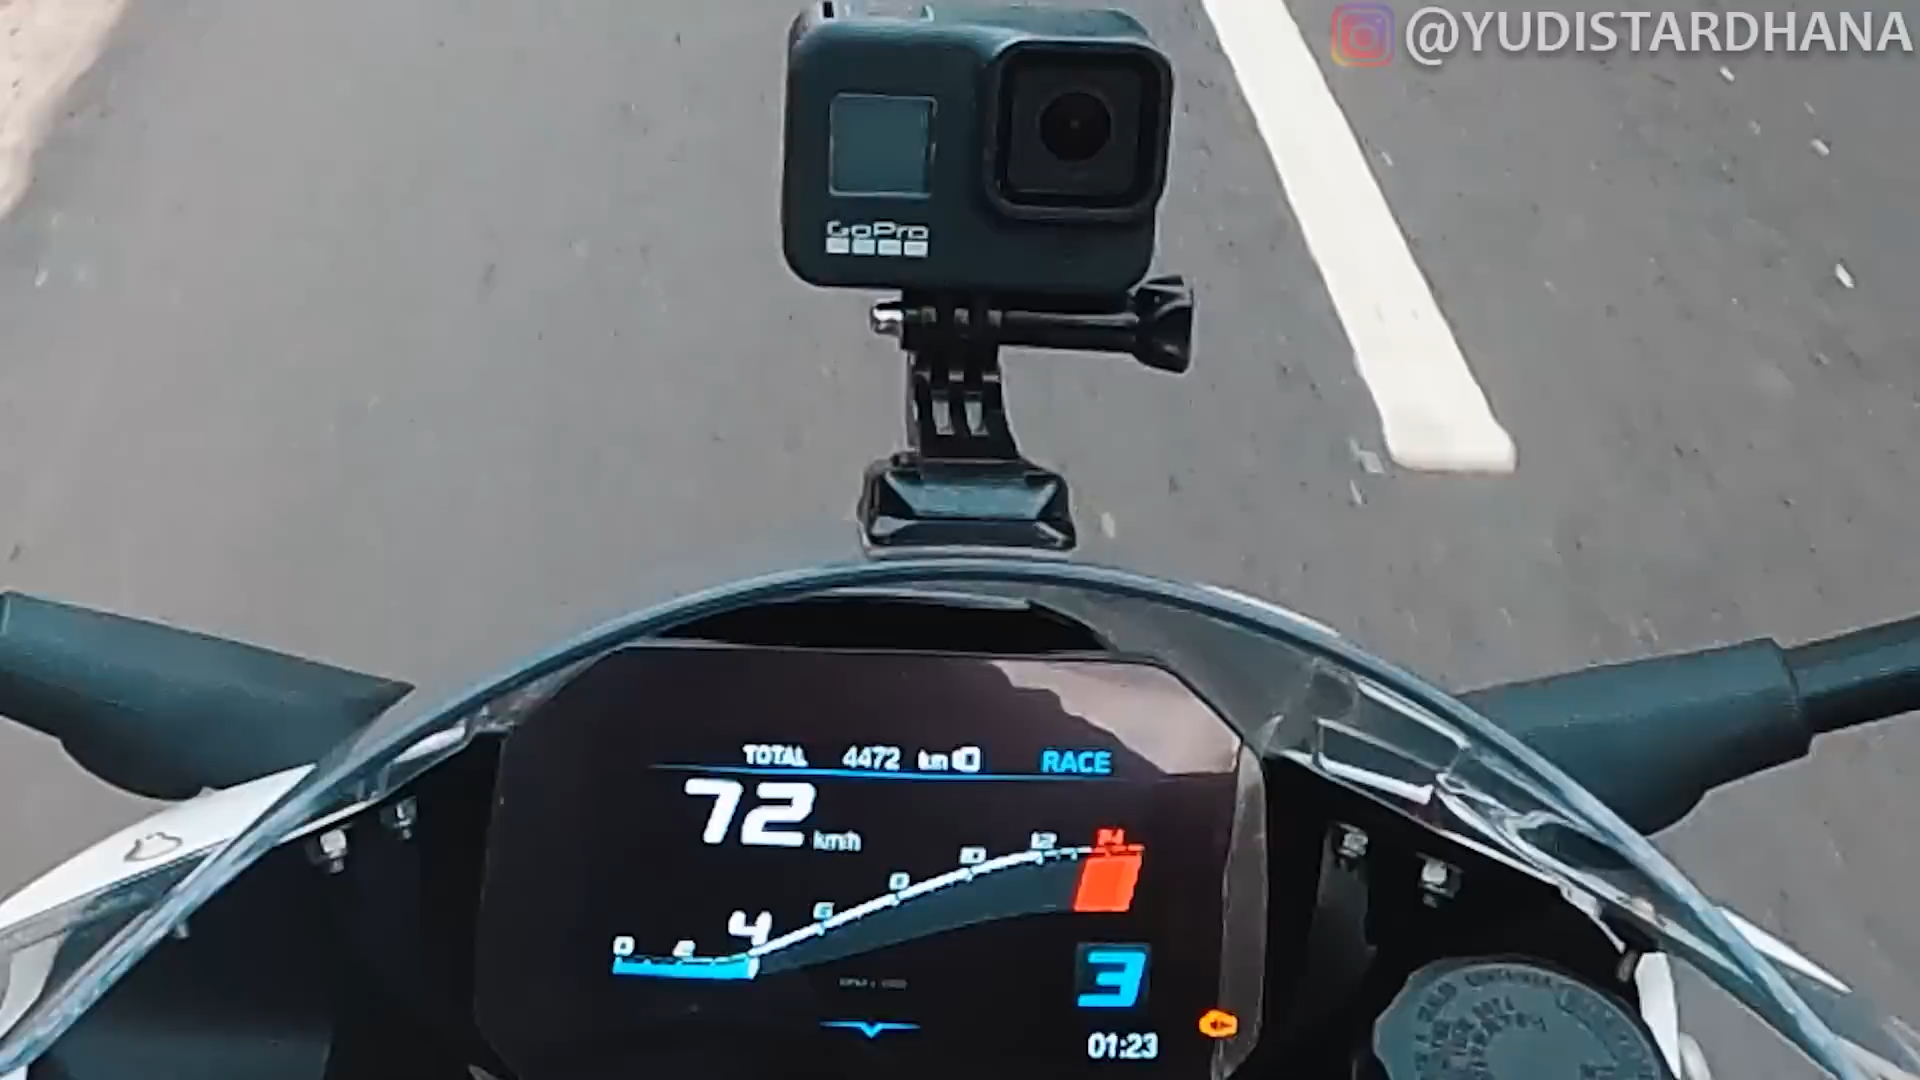 @YUDISTARDHANA
GoPro
TOTAL 4472 km RACE
72 km/h
0 2 4 6 8 10 12 14
3
01:23